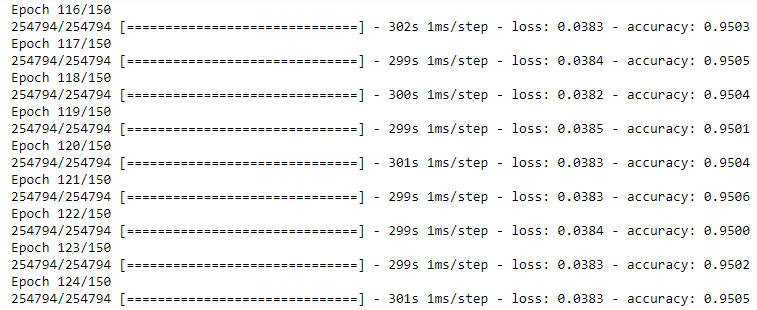 Epoch 116/150
254794/254794 [==============================] - 302s 1ms/step - loss: 0.0383 - accuracy: 0.9503
Epoch 117/150
254794/254794 [==============================] - 299s 1ms/step - loss: 0.0384 - accuracy: 0.9505
Epoch 118/150
254794/254794 [==============================] - 300s 1ms/step - loss: 0.0382 - accuracy: 0.9504
Epoch 119/150
254794/254794 [==============================] - 299s 1ms/step - loss: 0.0385 - accuracy: 0.9501
Epoch 120/150
254794/254794 [==============================] - 301s 1ms/step - loss: 0.0383 - accuracy: 0.9504
Epoch 121/150
254794/254794 [==============================] - 299s 1ms/step - loss: 0.0383 - accuracy: 0.9506
Epoch 122/150
254794/254794 [==============================] - 299s 1ms/step - loss: 0.0384 - accuracy: 0.9500
Epoch 123/150
254794/254794 [==============================] - 299s 1ms/step - loss: 0.0383 - accuracy: 0.9502
Epoch 124/150
254794/254794 [==============================] - 301s 1ms/step - loss: 0.0383 - accuracy: 0.9505